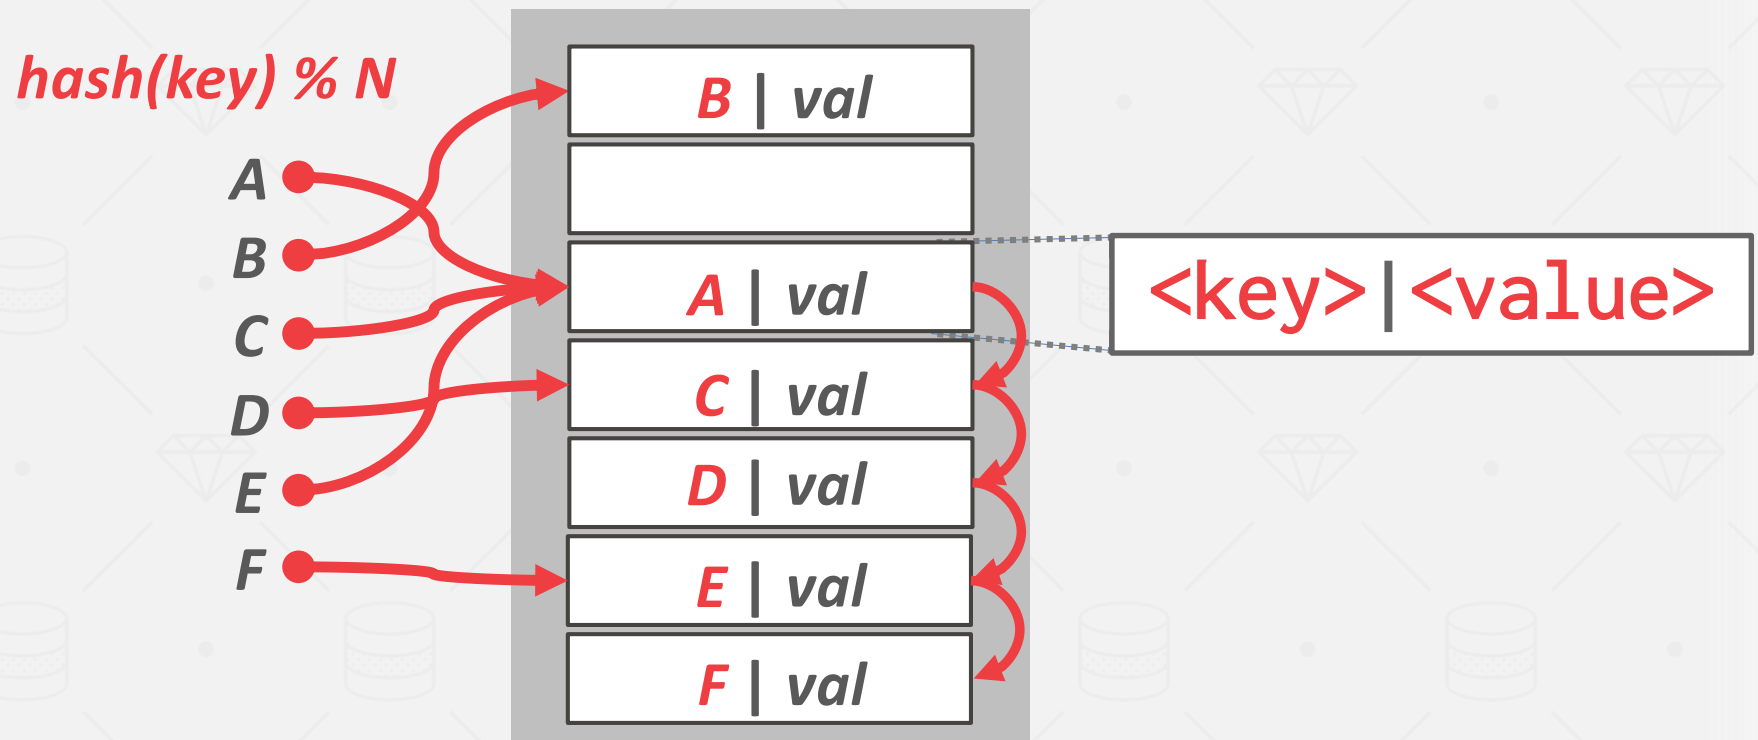 hash(key) % N
A
B
C
D
E
F
B | val
A | val
C | val
D | val
E | val
F | val
<key>|<value>